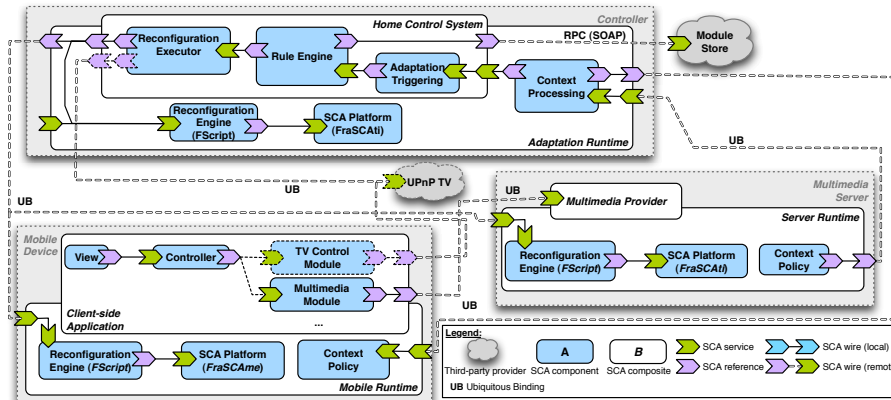 Controller
Home Control System
Reconfiguration
Executor
Rule Engine
Adaptation
Triggering
Context
Processing
RPC (SOAP)
Module
Store
Reconfiguration
Engine (FScript)
SCA Platform
(FraSCAti)
Adaptation Runtime
UB
UB
UPnP TV
UB
UB
Multimedia
Server
Multimedia Provider
Server Runtime
Reconfiguration
Engine (FScript)
SCA Platform
(FraSCAti)
Context
Policy
Mobile
Device
View
Controller
TV Control
Module
Multimedia
Module
...
Client-side
Application
UB
Reconfiguration
Engine (FScript)
SCA Platform
(FraSCAme)
Context
Policy
Mobile Runtime
Legend:
Third-party provider
A
SCA component
B
SCA composite
SCA service
SCA reference
SCA wire (local)
SCA wire (remot
UB Ubiquitous Binding